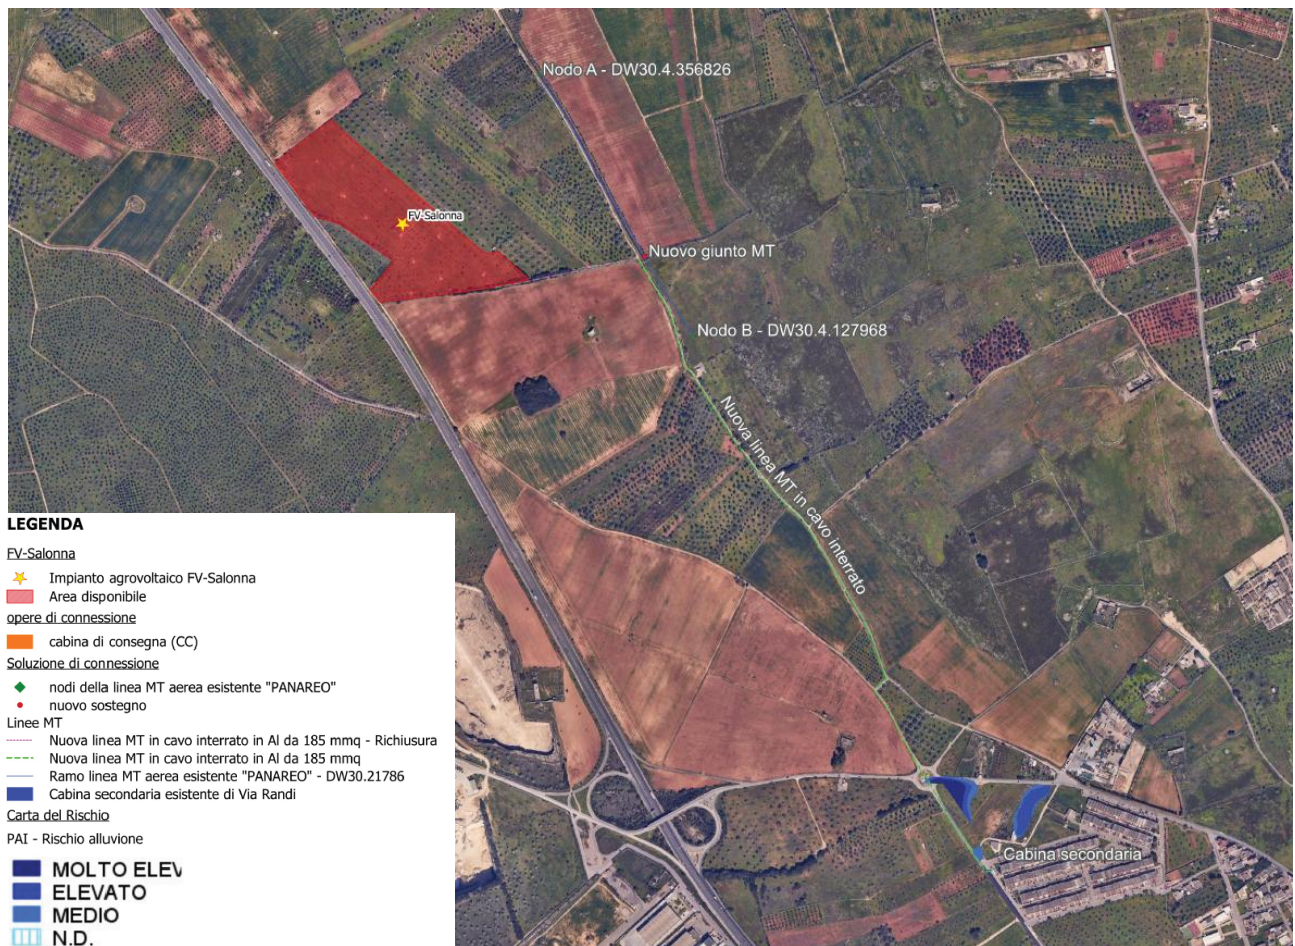 Nodo A - DW30.4.356826
FV-Salonna
Nuovo giunto MT
Nodo B - DW30.4.127968
Nuova linea MT in cavo interrato
Cabina secondaria
LEGENDA
FV-Salonna
Impianto agrovoltaico FV-Salonna
Area disponibile
opere di connessione
cabina di consegna (CC)
Soluzione di connessione
nodi della linea MT aerea esistente "PANAREO"
nuovo sostegno
Linee MT
Nuova linea MT in cavo interrato in Al da 185 mmq - Richiusura
Nuova linea MT in cavo interrato in Al da 185 mmq
Ramo linea MT aerea esistente "PANAREO" - DW30.21786
Cabina secondaria esistente di Via Randi
Carta del Rischio
PAI - Rischio alluvione
MOLTO ELEV
ELEVATO
MEDIO
N.D.